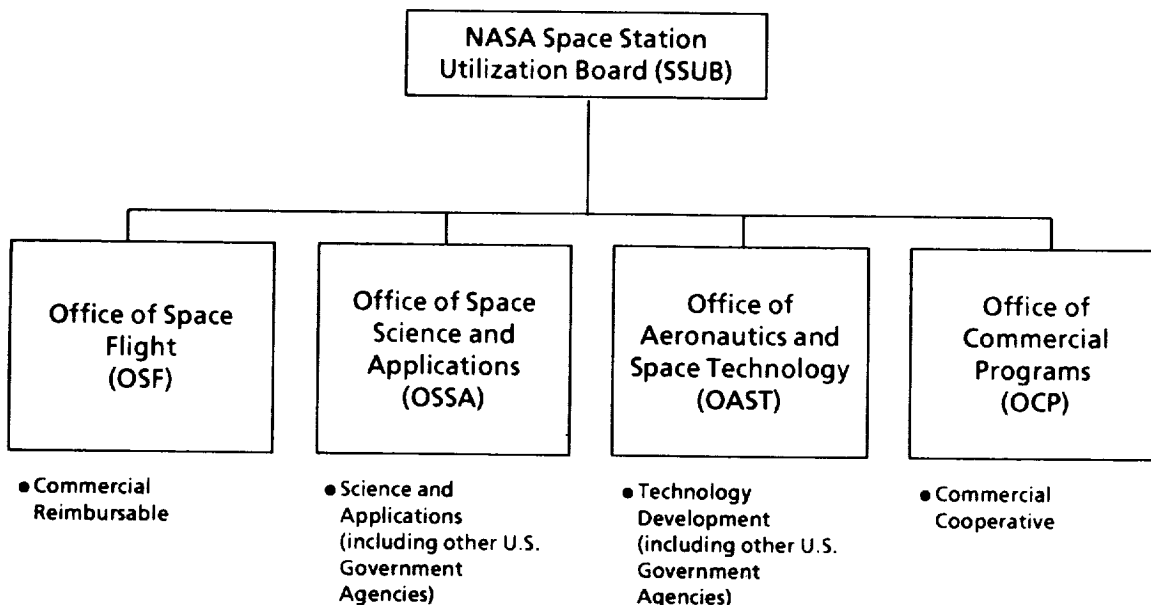 NASA Space Station
Utilization Board (SSUB)
Office of Space
Flight
(OSF)
Office of Space
Science and
Applications
(OSSA)
Office of
Aeronautics and
Space Technology
(OAST)
Office of
Commercial
Programs
(OCP)
● Commercial
Reimbursable
● Science and
Applications
(including other U.S.
Government
Agencies)
● Technology
Development
(including other U.S.
Government
Agencies)
● Commercial
Cooperative